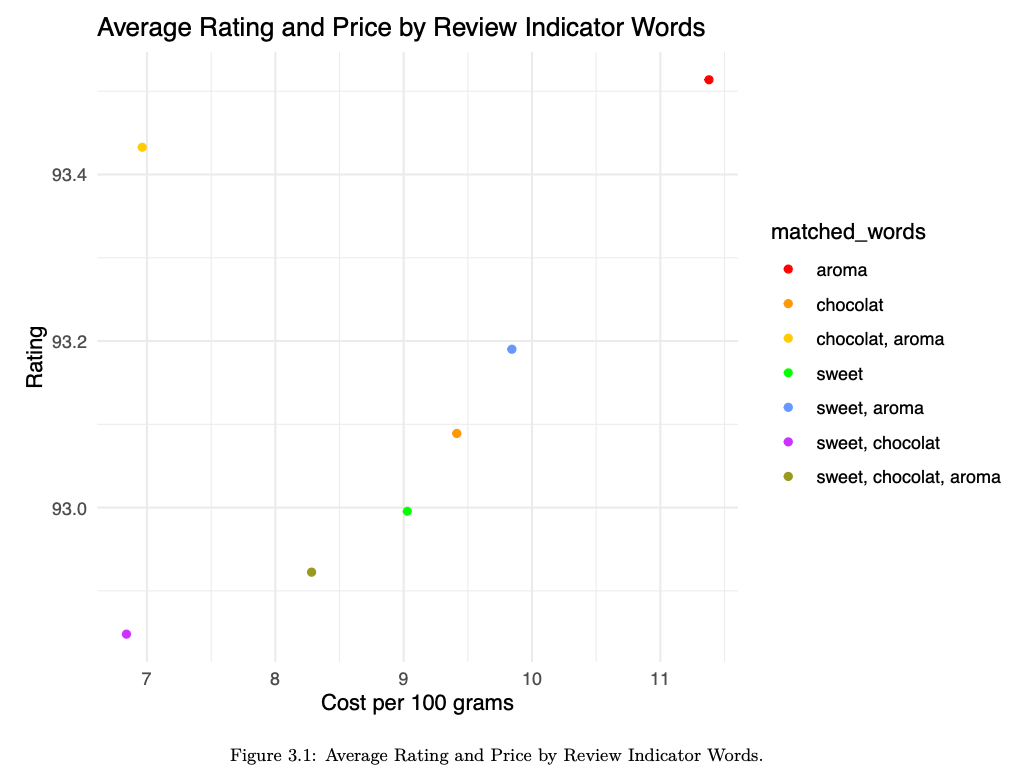 Average Rating and Price by Review Indicator Words
93.4
93.2
93.0
Rating
7 8 9 10 11
Cost per 100 grams
matched_words
aroma
chocolat
chocolat, aroma
sweet
sweet, aroma
sweet, chocolat
sweet, chocolat, aroma
Figure 3.1: Average Rating and Price by Review Indicator Words.